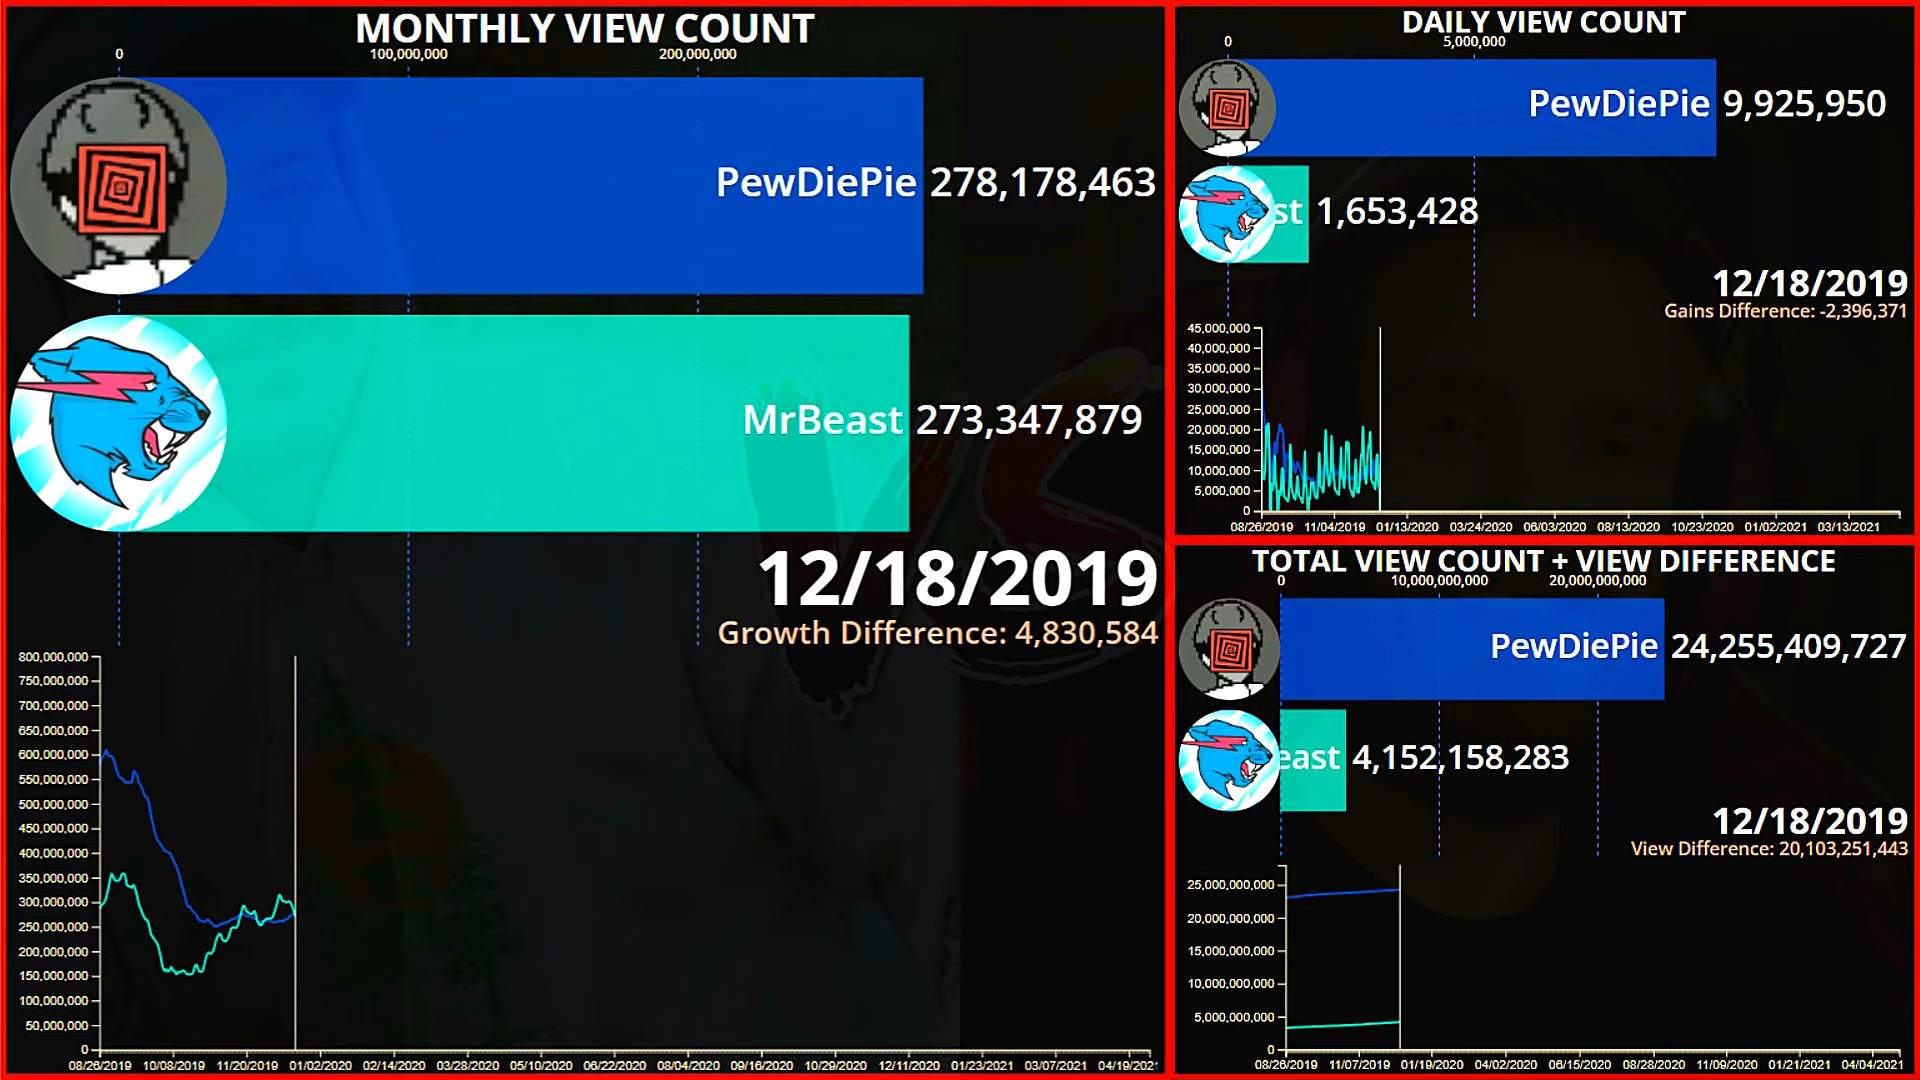 MONTHLY VIEW COUNT
0 100,000,000 200,000,000
PewDiePie 278,178,463
MrBeast 273,347,879
12/18/2019
Growth Difference: 4,830,584
800,000,000
750,000,000
700,000,000
650,000,000
600,000,000
550,000,000
500,000,000
450,000,000
400,000,000
350,000,000
300,000,000
250,000,000
200,000,000
150,000,000
100,000,000
50,000,000
0
08/26/2019 10/08/2019 11/20/2019 01/02/2020 02/14/2020 03/28/2020 05/10/2020 06/22/2020 08/04/2020 09/16/2020 10/29/2020 12/11/2020 01/23/2021 03/07/2021 04/19/2021
DAILY VIEW COUNT
0 5,000,000
PewDiePie 9,925,950
st 1,653,428
12/18/2019
Gains Difference: -2,396,371
45,000,000
40,000,000
35,000,000
30,000,000
25,000,000
20,000,000
15,000,000
10,000,000
5,000,000
0
08/26/2019 11/04/2019 01/13/2020 03/24/2020 06/03/2020 08/13/2020 10/23/2020 01/02/2021 03/13/2021
TOTAL VIEW COUNT + VIEW DIFFERENCE
0 10,000,000,000 20,000,000,000
PewDiePie 24,255,409,727
east 4,152,158,283
12/18/2019
View Difference: 20,103,251,443
25,000,000,000
20,000,000,000
15,000,000,000
10,000,000,000
5,000,000,000
0
08/26/2019 11/07/2019 01/19/2020 04/02/2020 06/15/2020 08/28/2020 11/09/2020 01/21/2021 04/04/2021
VS